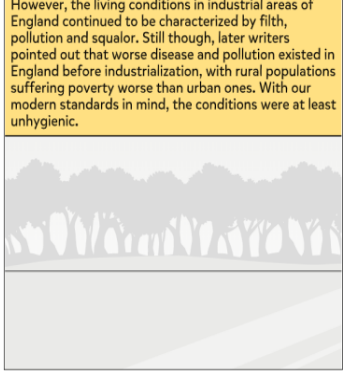 However, the living conditions in industrial areas of
England continued to be characterized by filth,
pollution and squalor. Still though, later writers
pointed out that worse disease and pollution existed in
England before industrialization, with rural populations
suffering poverty worse than urban ones. With our
modern standards in mind, the conditions were at least
unhygienic.